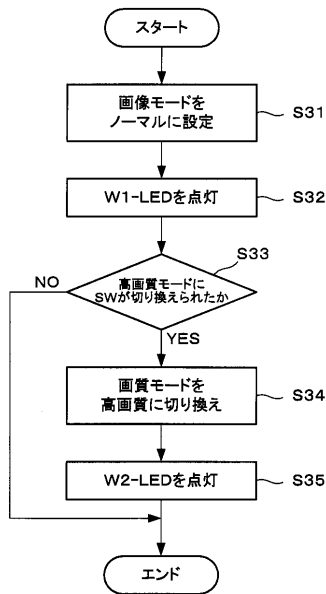 スタート
画像モードを
ノーマルに設定
S31
W1-LEDを点灯
S32
S33
高画質モードに
SWが切り換えられたか
NO
YES
画質モードを
高画質に切り換え
S34
W2-LEDを点灯
S35
エンド